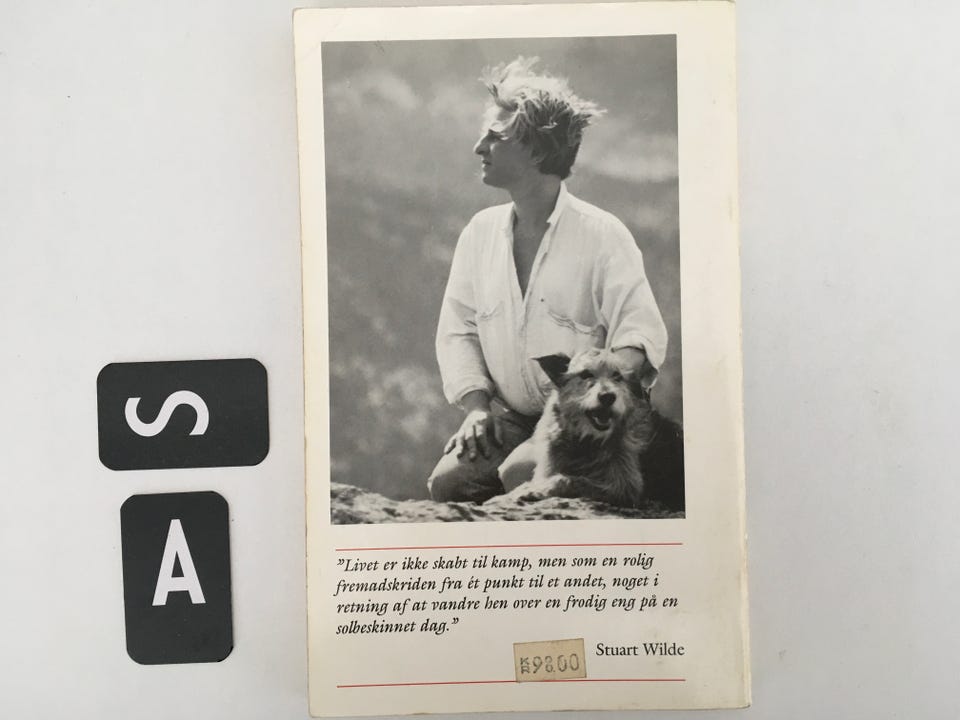 S
A
”Livet er ikke skabt til kamp, men som en rolig
fremadskriden fra ét punkt til et andet, noget i
retning af at vandre hen over en frodig eng på en
solbeskinnet dag.”
Stuart Wilde
KR 98.00